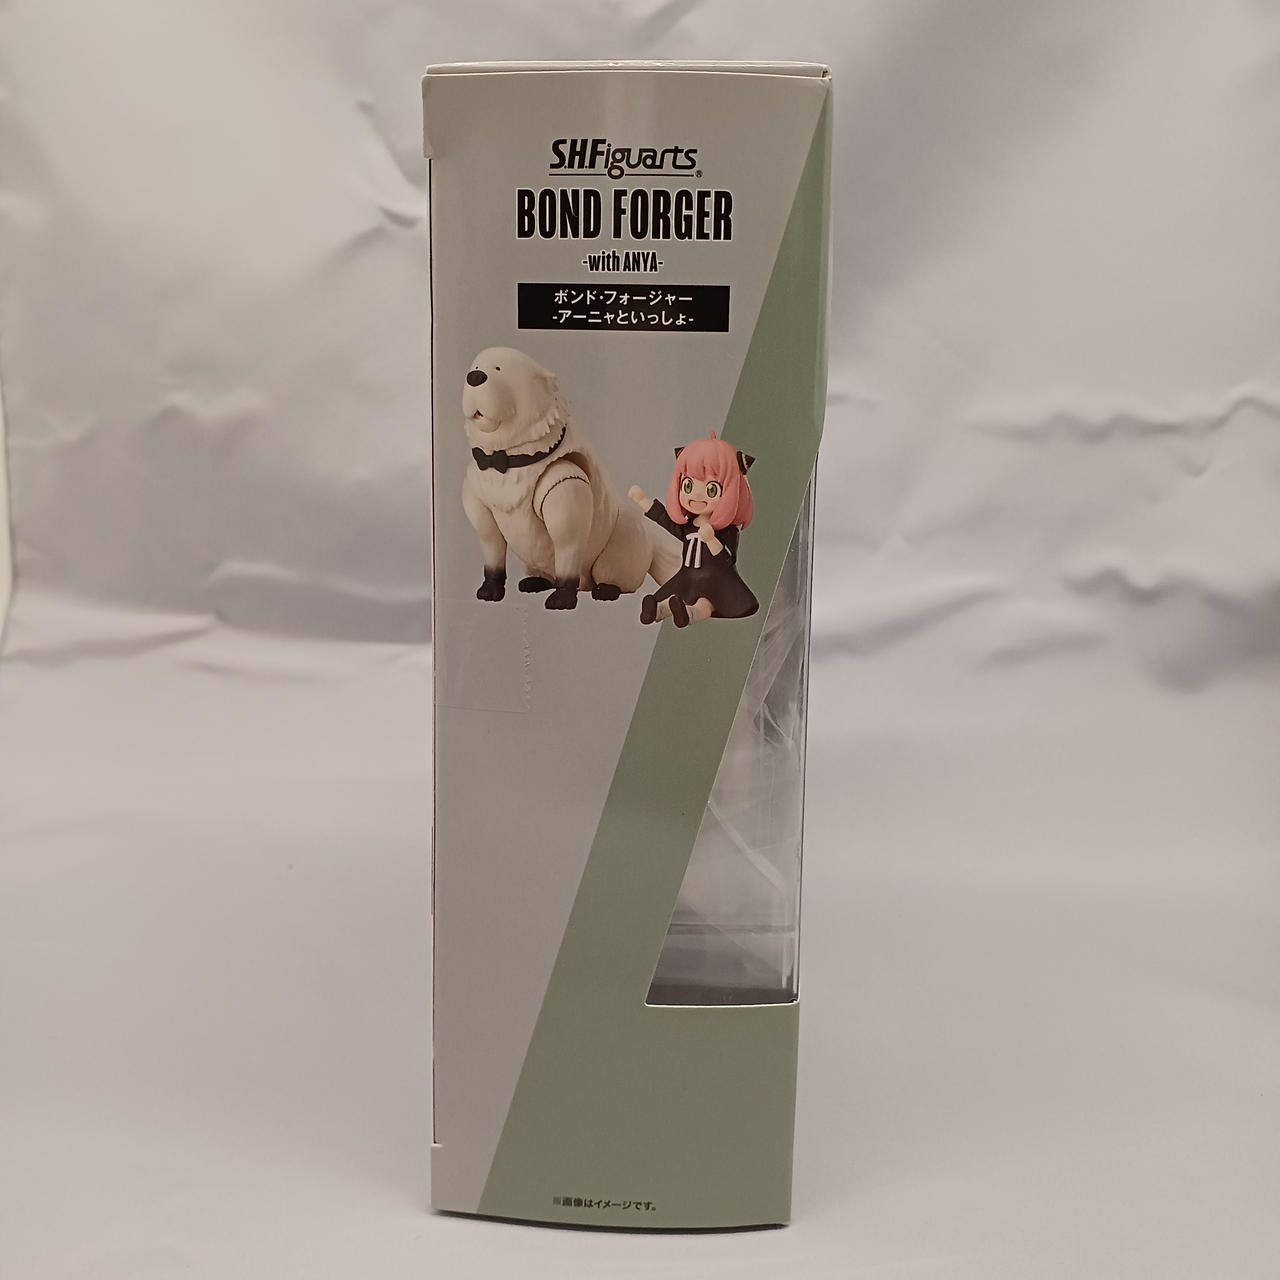 S.H.Figuarts®
BOND FORGER
-with ANYA-
ボンド・フォージャー
-アーニャといっしょ-
※画像はイメージです。